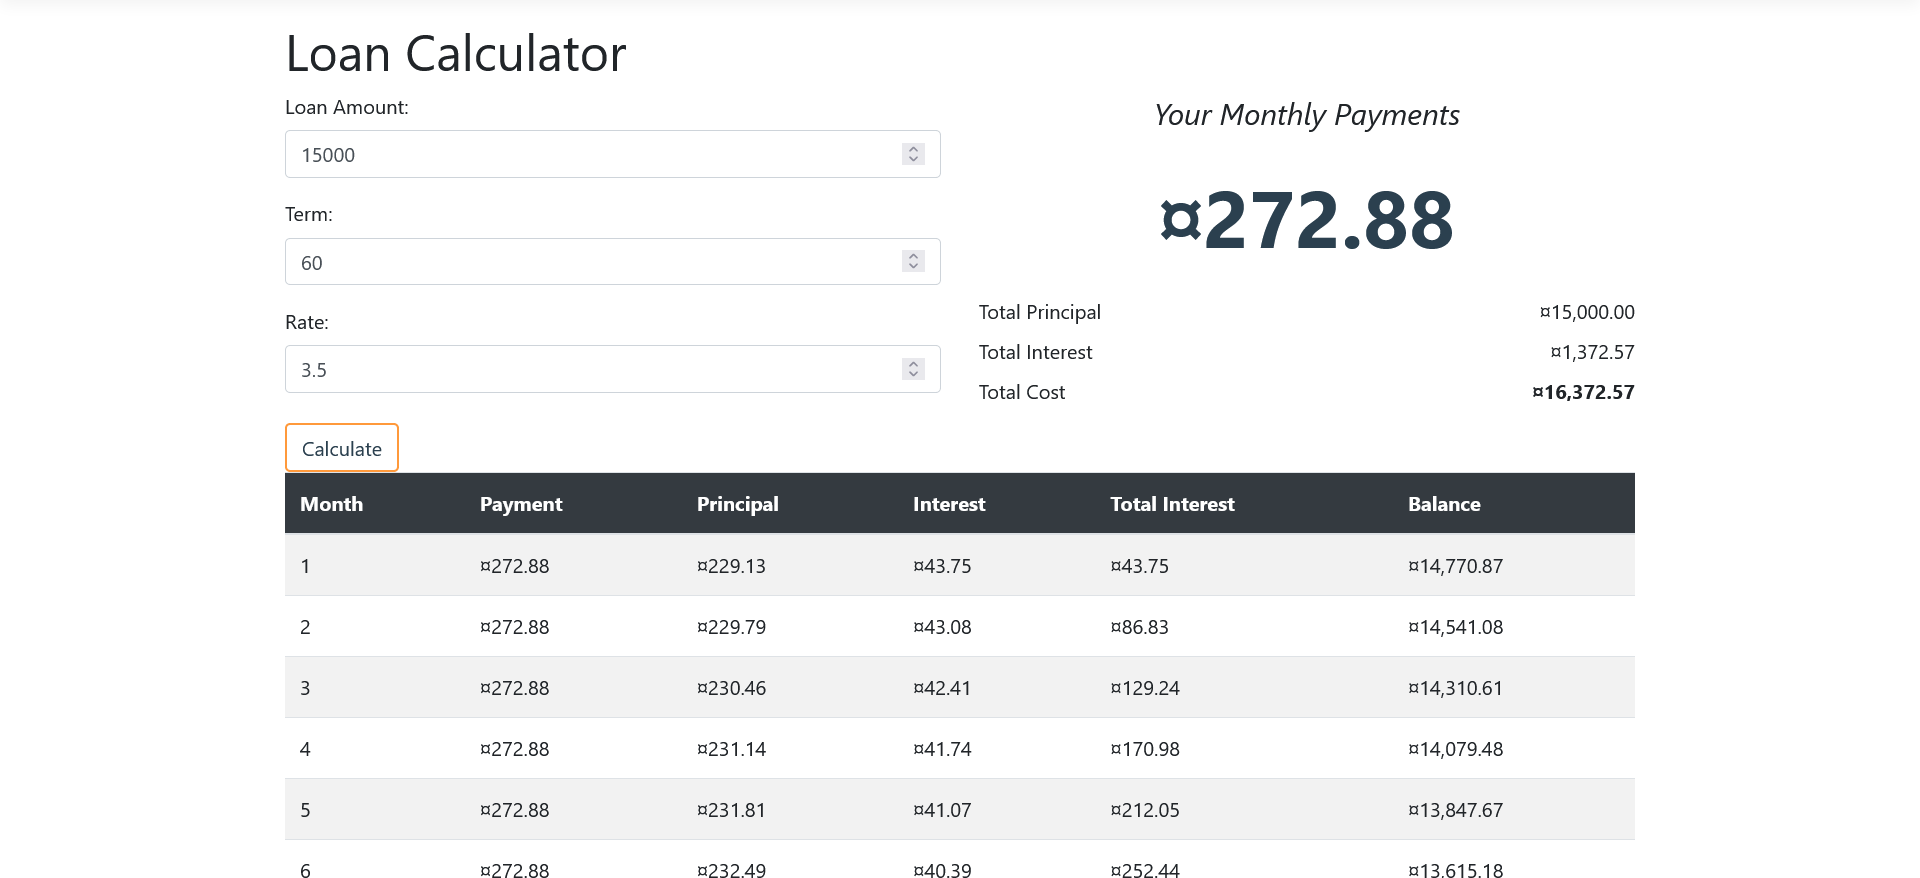 Loan Calculator
Loan Amount:
15000
Term:
60
Rate:
3.5
Calculate
Your Monthly Payments
¤272.88
Total Principal ¤15,000.00
Total Interest ¤1,372.57
Total Cost ¤16,372.57
Month Payment Principal Interest Total Interest Balance
1 ¤272.88 ¤229.13 ¤43.75 ¤43.75 ¤14,770.87
2 ¤272.88 ¤229.79 ¤43.08 ¤86.83 ¤14,541.08
3 ¤272.88 ¤230.46 ¤42.41 ¤129.24 ¤14,310.61
4 ¤272.88 ¤231.14 ¤41.74 ¤170.98 ¤14,079.48
5 ¤272.88 ¤231.81 ¤41.07 ¤212.05 ¤13,847.67
6 ¤272.88 ¤232.49 ¤40.39 ¤252.44 ¤13,615.18